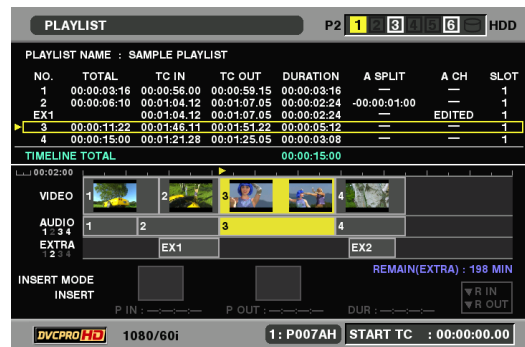 PLAYLIST P2 1 2 3 4 5 6 HDD
PLAYLIST NAME : SAMPLE PLAYLIST
NO. TOTAL TC IN TC OUT DURATION A SPLIT A CH SLOT
1 00:00:03:16 00:00:56.00 00:00:59.15 00:00:03:16 — — 1
2 00:00:06:10 00:01:04.12 00:01:07.05 00:00:02:24 -00:00:01:00 — 1
EX1 00:01:04.12 00:01:07.05 00:00:02:24 — EDITED 1
3 00:00:11:22 00:01:46.11 00:01:51.22 00:00:05:12 — — 1
4 00:00:15:00 00:01:21.28 00:01:25.05 00:00:03:08 — — 1
TIMELINE TOTAL 00:00:15:00
00:02:00
VIDEO 1 2 3 4
AUDIO 1 2 3 4
1 2 3 4
EXTRA EX1 EX2
1 2 3 4
REMAIN(EXTRA) : 198 MIN
INSERT MODE
INSERT
▼R IN
▼R OUT
P IN : —:—:—:— P OUT : —:—:—:— DUR : —:—:—:—
DVCPRO HD 1080/60i 1: P007AH START TC : 00:00:00.00